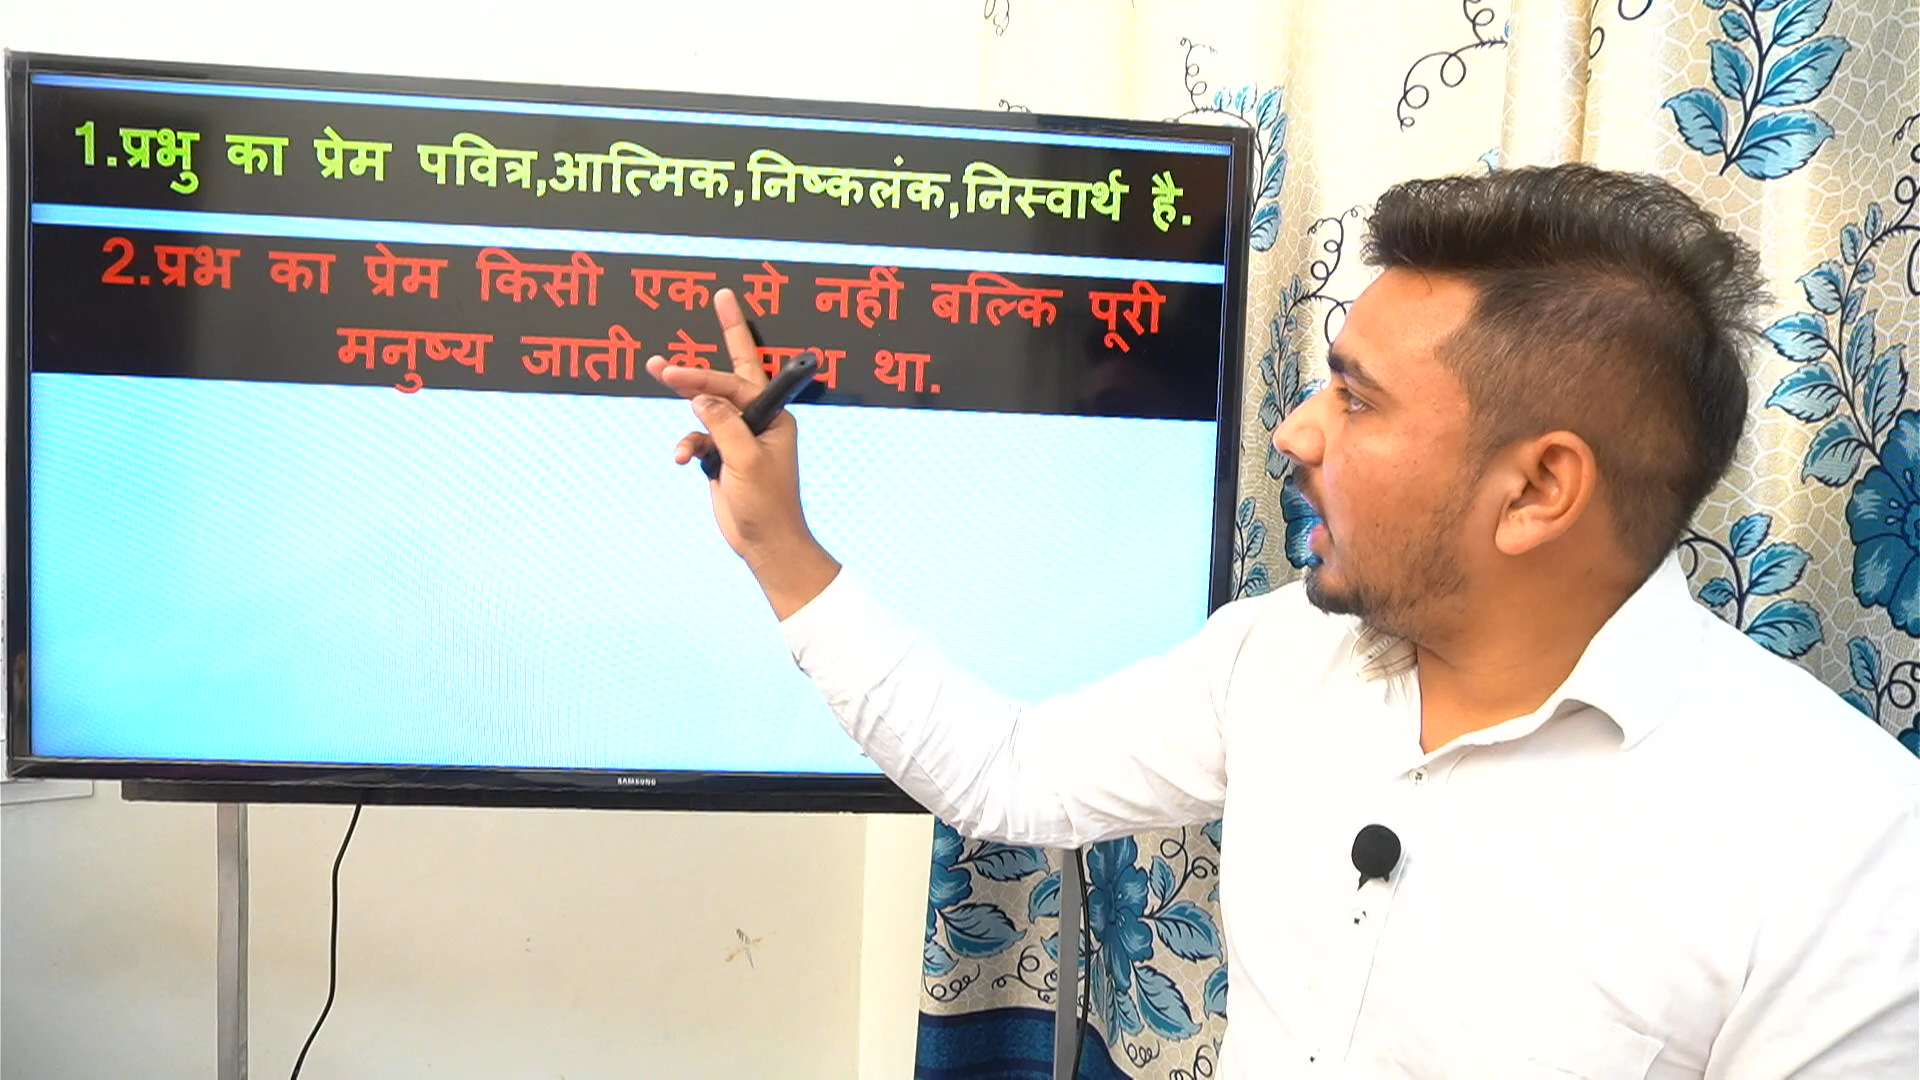 1.प्रभु का प्रेम पवित्र,आत्मिक,निष्कलंक,निस्वार्थ है.
2.प्रभ का प्रेम किसी एक से नहीं बल्कि पूरी
मनुष्य जाती के साथ था.
SAMSUNG